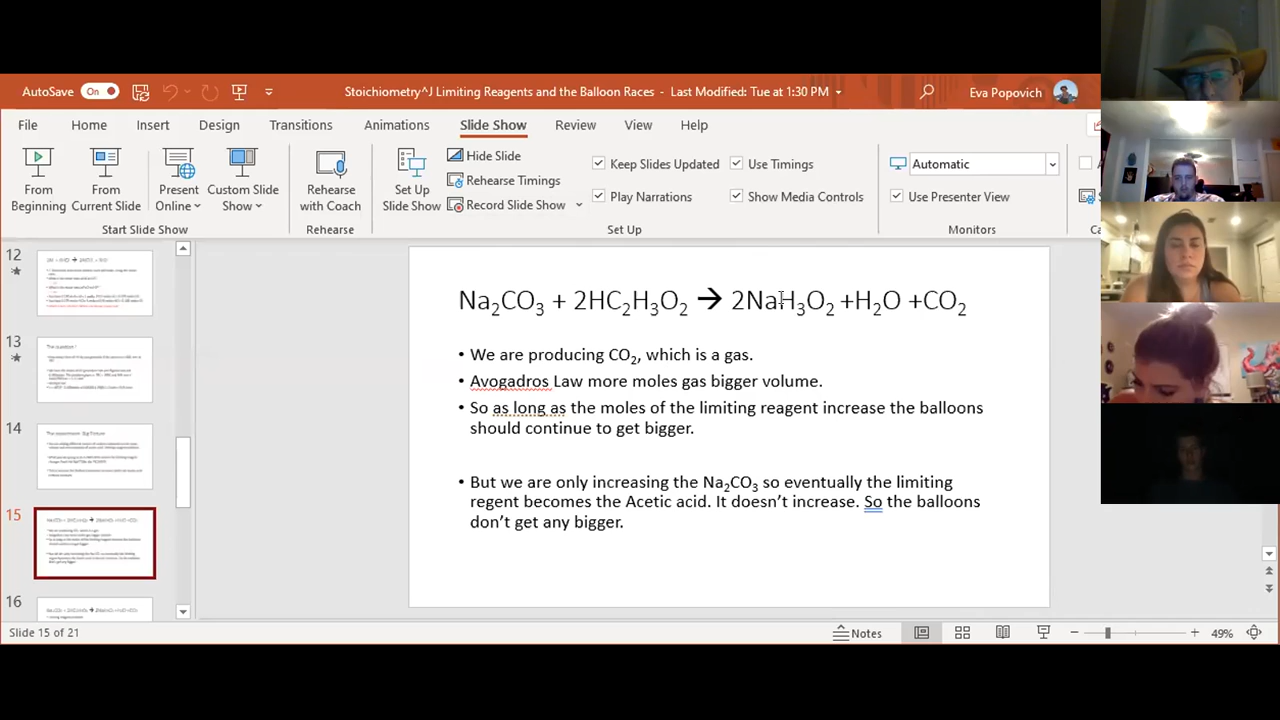 AutoSave On Stoichiometry^J Limiting Reagents and the Balloon Races - Last Modified: Tue at 1:30 PM Eva Popovich
File Home Insert Design Transitions Animations Slide Show Review View Help
From Beginning
From Current Slide
Present Online
Custom Slide Show
Start Slide Show
Rehearse with Coach
Rehearse
Set Up Slide Show
Hide Slide
Rehearse Timings
Record Slide Show
Keep Slides Updated
Play Narrations
Use Timings
Show Media Controls
Set Up
Automatic
Use Presenter View
Monitors
12
13
14
15
16
Na₂CO₃ + 2HC₂H₃O₂ → 2NaH₃O₂ +H₂O +CO₂
• We are producing CO₂, which is a gas.
• Avogadros Law more moles gas bigger volume.
• So as long as the moles of the limiting reagent increase the balloons
should continue to get bigger.
• But we are only increasing the Na₂CO₃ so eventually the limiting
regent becomes the Acetic acid. It doesn't increase. So the balloons
don't get any bigger.
Slide 15 of 21 Notes 49%